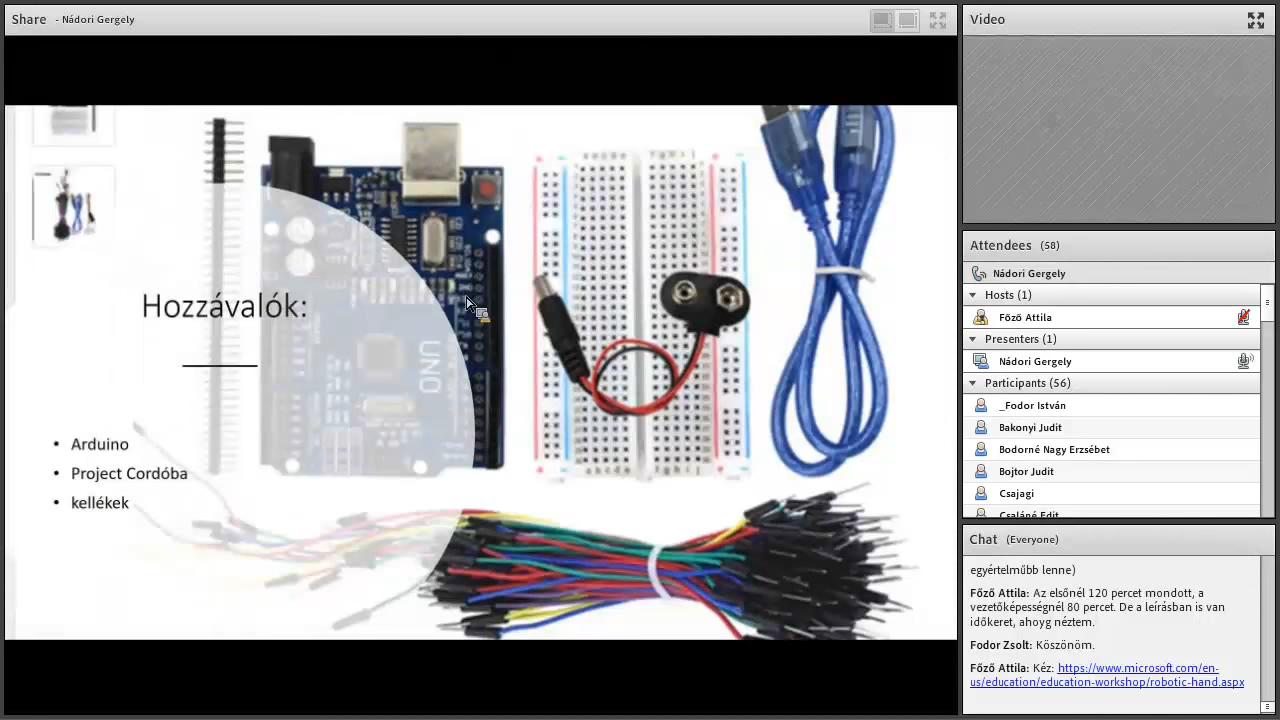 Share - Nádori Gergely
Hozzávalók:
• Arduino
• Project Cordóba
• kellékek
UNO
Video
Attendees (58)
Nádori Gergely
Hosts (1)
Főző Attila
Presenters (1)
Nádori Gergely
Participants (56)
_Fodor István
Bakonyi Judit
Bodorné Nagy Erzsébet
Bojtor Judit
Csajagi
Csaláné Edit
Chat (Everyone)
egyértelműbb lenne)
Főző Attila: Az elsőnél 120 percet mondott, a
vezetőképességnél 80 percet. De a leírásban is van
időkeret, ahoyg néztem.
Fodor Zsolt: Köszönöm.
Főző Attila: Kéz: https://www.microsoft.com/en-
us/education/education-workshop/robotic-hand.aspx